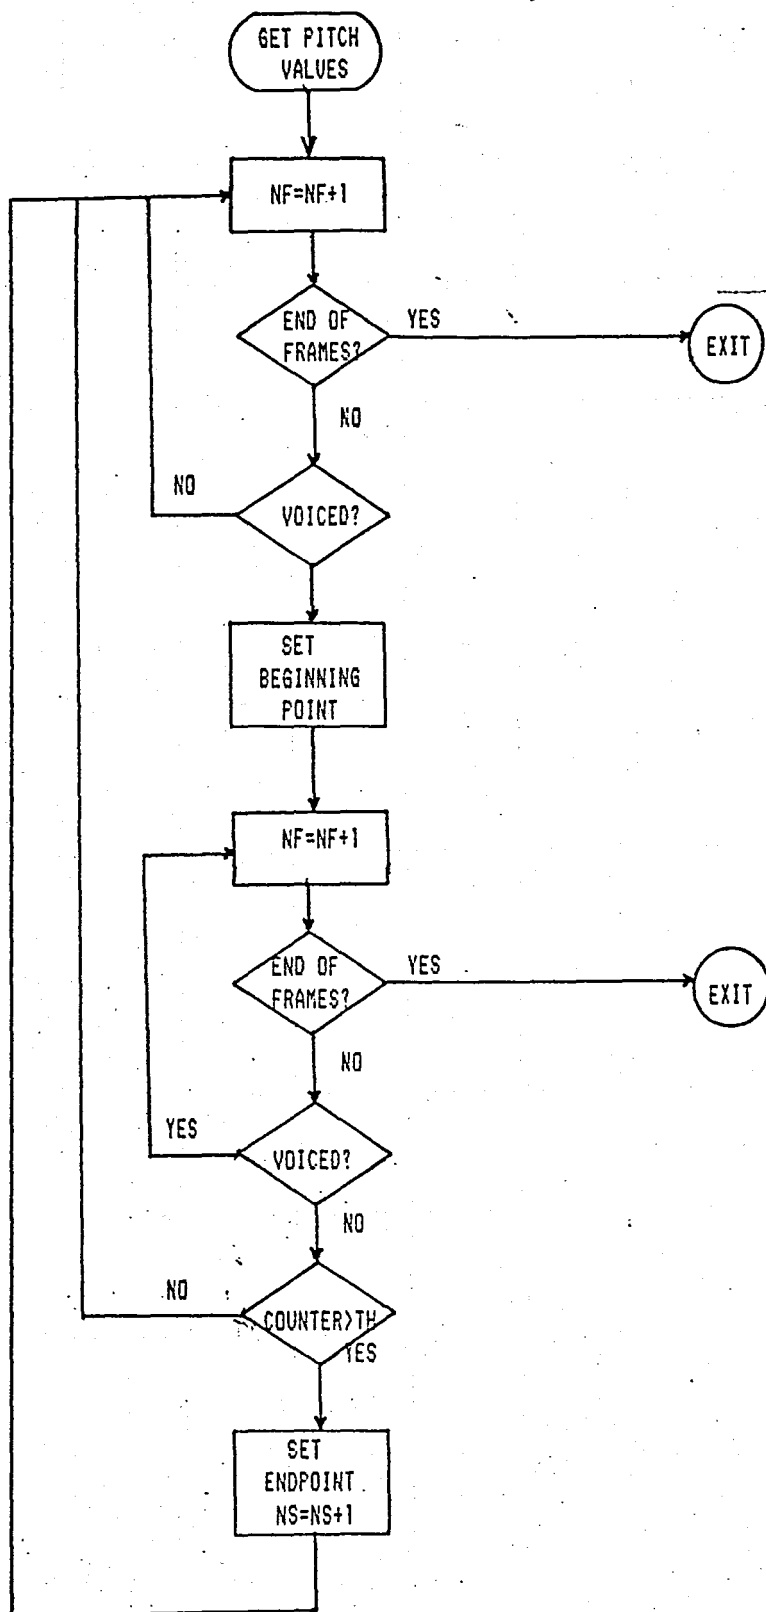 GET PITCH
VALUES
NF=NF+1
END OF
FRAMES?
YES
EXIT
NO
NO
VOICED?
SET
BEGINNING
POINT
NF=NF+1
END OF
FRAMES?
YES
EXIT
NO
YES
VOICED?
NO
NO
COUNTER>TH
YES
SET
ENDPOINT
NS=NS+1